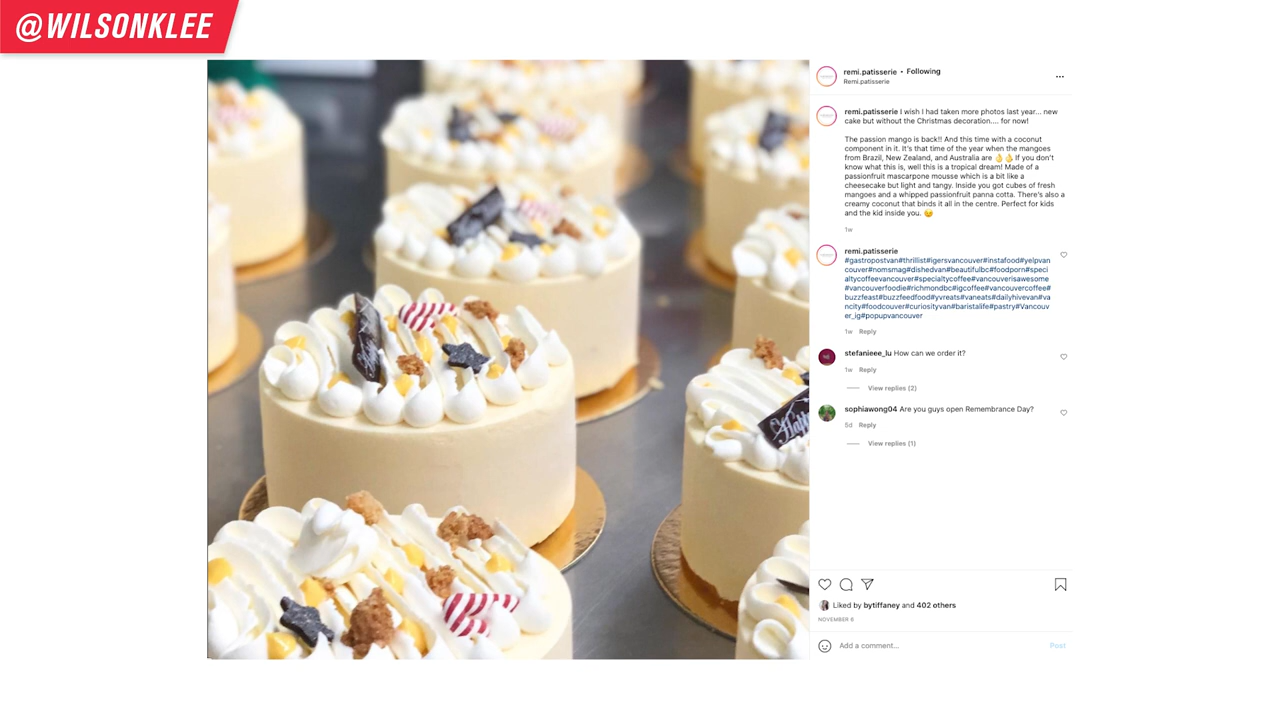 @WILSONKLEE
remi.patisserie • Following
Remi.patisserie
remi.patisserie I wish I had taken more photos last year... new
cake but without the Christmas decoration.... for now!
The passion mango is back!! And this time with a coconut
component in it. It's that time of the year when the mangoes
from Brazil, New Zealand, and Australia are 👌👌 If you don't
know what this is, well this is a tropical dream! Made of a
passionfruit mascarpone mousse which is a bit like a
cheesecake but light and tangy. Inside you got cubes of fresh
mangoes and a whipped passionfruit panna cotta. There's also a
creamy coconut that binds it all in the centre. Perfect for kids
and the kid inside you. 😉
1w
remi.patisserie
#gastropostvan#thrillist#igersvancouver#instafood#yelpvan
couver#nomsmag#dishedvan#beautifulbc#foodporn#speci
altycoffeevancouver#specialtycoffee#vancouverisawesome
#vancouverfoodie#richmondbc#igcoffee#vancouvercoffee#
buzzfeast#buzzfeedfood#yvreats#vaneats#dailyhivevan#va
ncity#foodcouver#curiosityvan#baristalife#pastry#Vancouv
er_ig#popupvancouver
1w Reply
stefanieee_lu How can we order it?
1w Reply
View replies (2)
sophiawong04 Are you guys open Remembrance Day?
5d Reply
View replies (1)
Liked by bytiffaney and 402 others
NOVEMBER 6
Add a comment...
Post